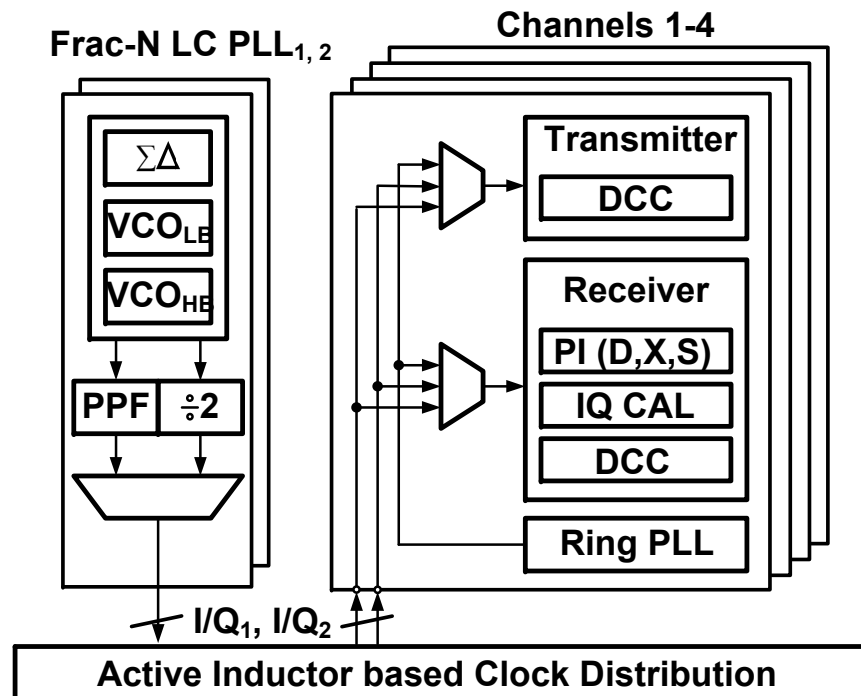 Frac-N LC PLL1, 2
ΣΔ
VCOLB
VCOHB
PPF
÷2
I/Q1, I/Q2
Channels 1-4
Transmitter
DCC
Receiver
PI (D,X,S)
IQ CAL
DCC
Ring PLL
Active Inductor based Clock Distribution